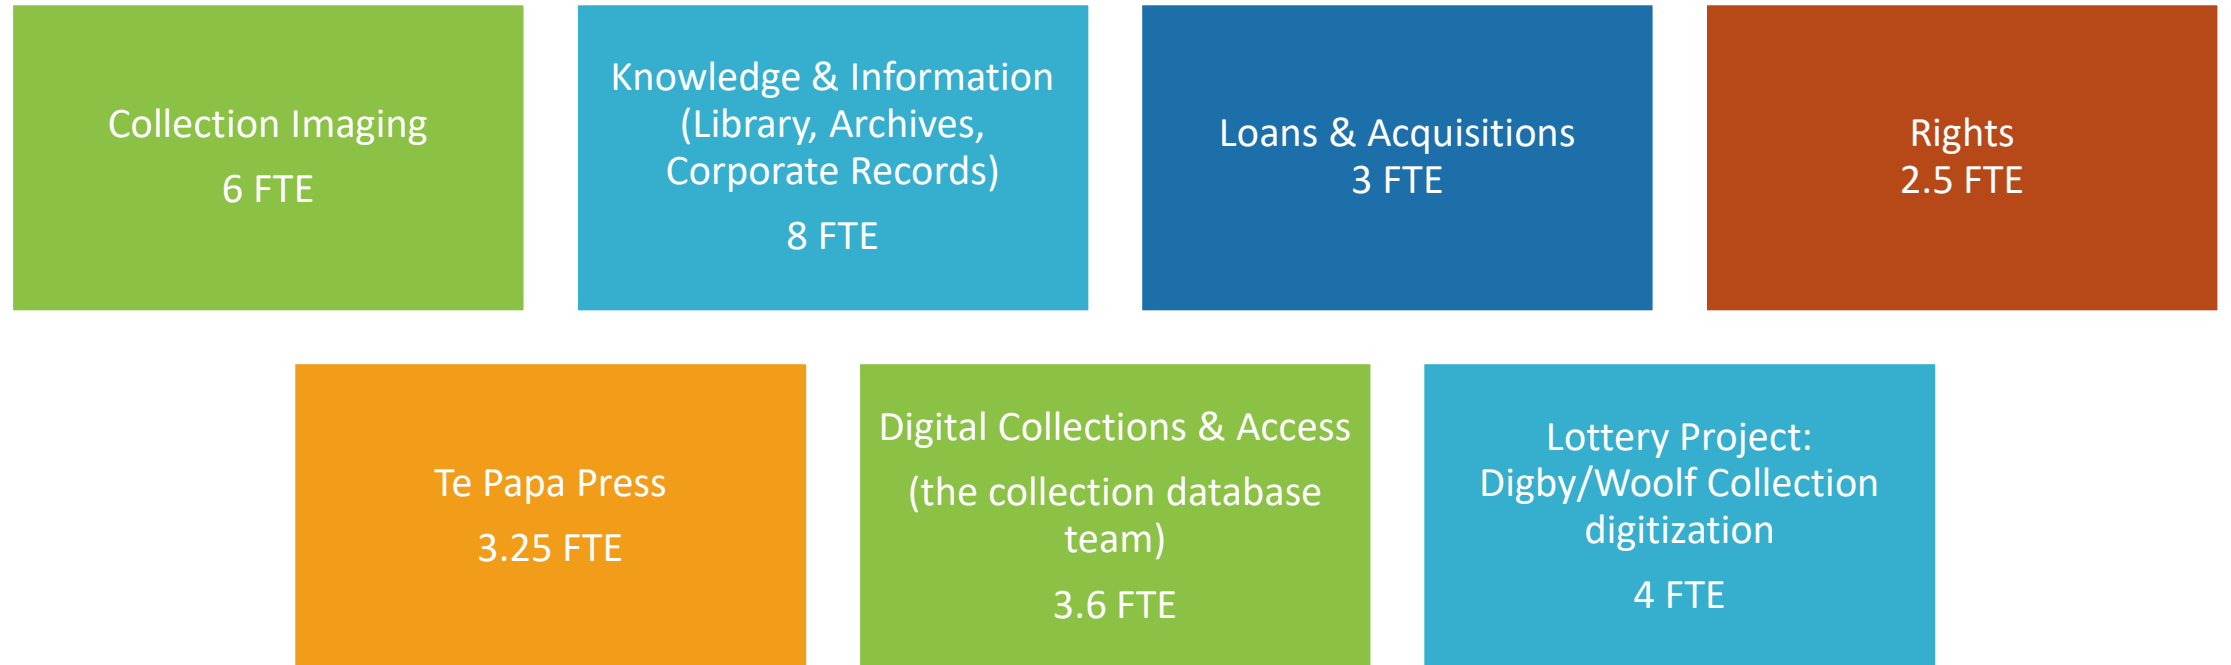 Collection Imaging
6 FTE
Knowledge & Information
(Library, Archives,
Corporate Records)
8 FTE
Loans & Acquisitions
3 FTE
Rights
2.5 FTE
Te Papa Press
3.25 FTE
Digital Collections & Access
(the collection database
team)
3.6 FTE
Lottery Project:
Digby/Woolf Collection
digitization
4 FTE